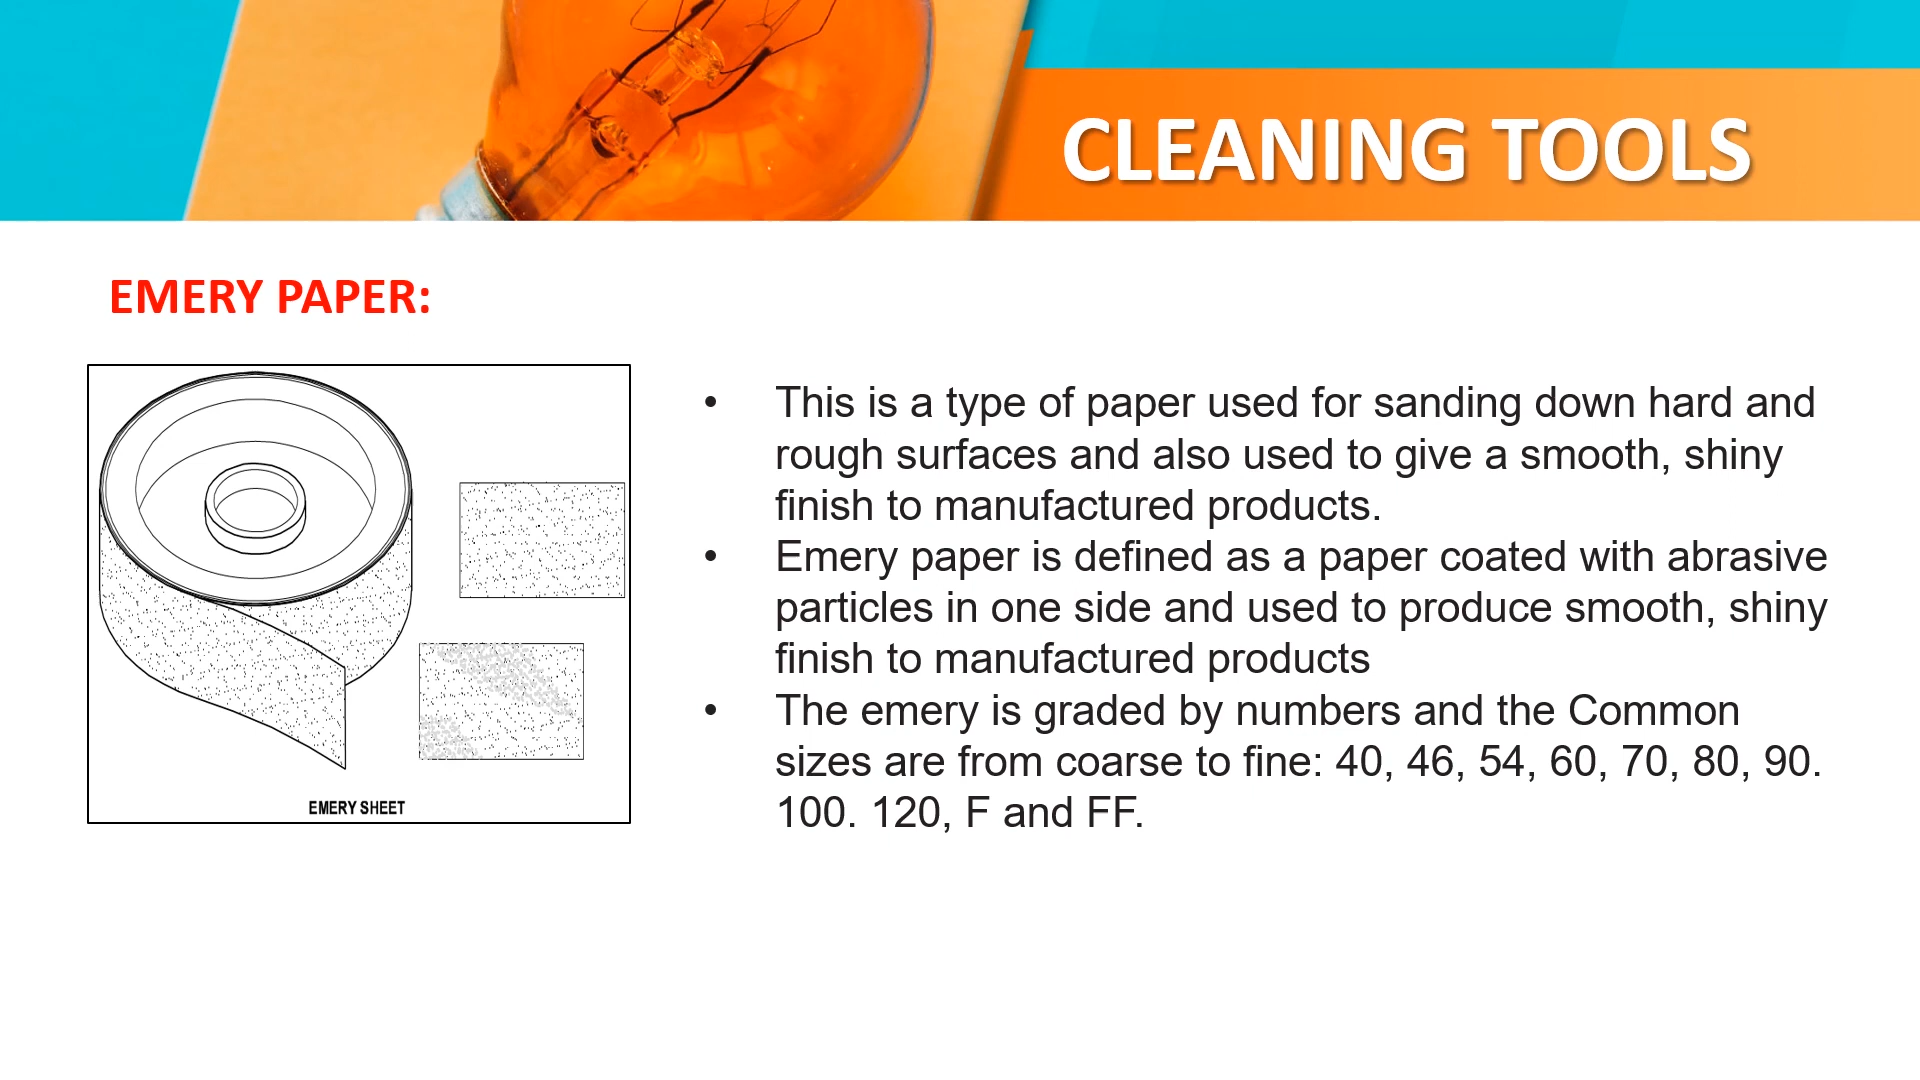 CLEANING TOOLS
EMERY PAPER:
EMERY SHEET
• This is a type of paper used for sanding down hard and
rough surfaces and also used to give a smooth, shiny
finish to manufactured products.
• Emery paper is defined as a paper coated with abrasive
particles in one side and used to produce smooth, shiny
finish to manufactured products
• The emery is graded by numbers and the Common
sizes are from coarse to fine: 40, 46, 54, 60, 70, 80, 90.
100. 120, F and FF.